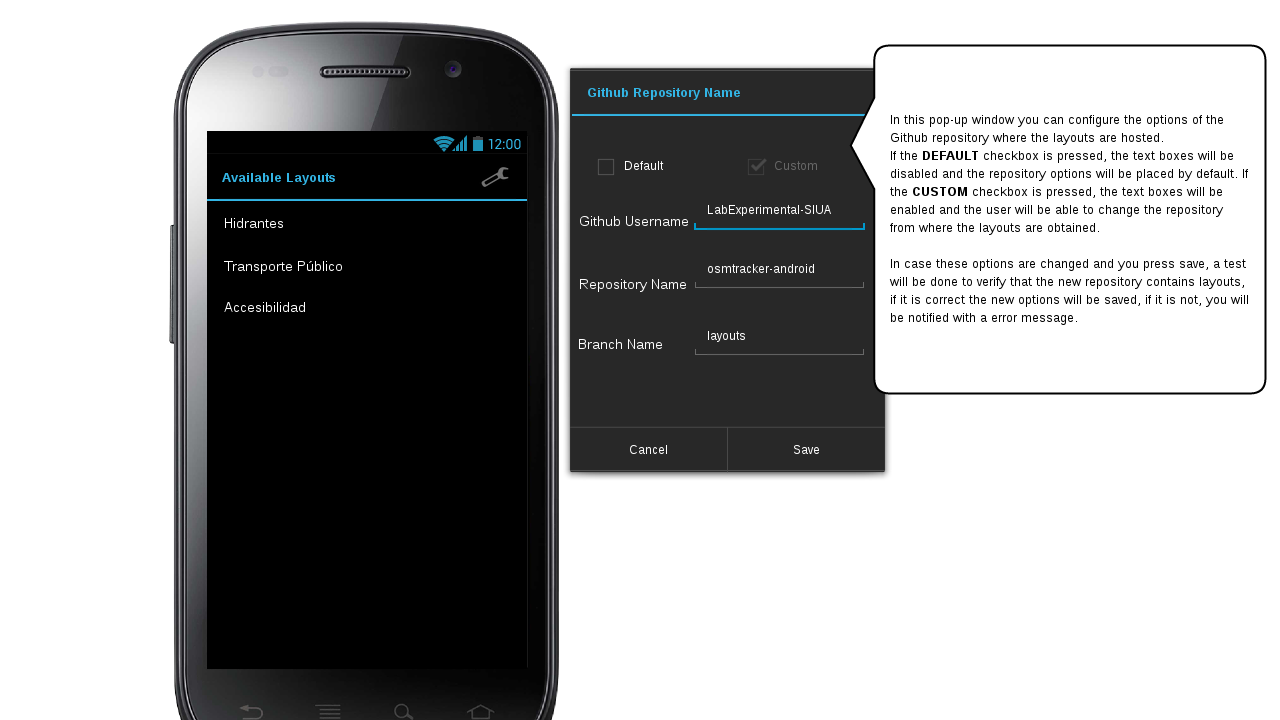 12:00
Available Layouts
Hidrantes
Transporte Público
Accesibilidad
Github Repository Name
Default
Custom
Github Username
LabExperimental-SIUA
Repository Name
osmtracker-android
Branch Name
layouts
Cancel
Save
In this pop-up window you can configure the options of the
Github repository where the layouts are hosted.
If the DEFAULT checkbox is pressed, the text boxes will be
disabled and the repository options will be placed by default. If
the CUSTOM checkbox is pressed, the text boxes will be
enabled and the user will be able to change the repository
from where the layouts are obtained.
In case these options are changed and you press save, a test
will be done to verify that the new repository contains layouts,
if it is correct the new options will be saved, if it is not, you will
be notified with a error message.